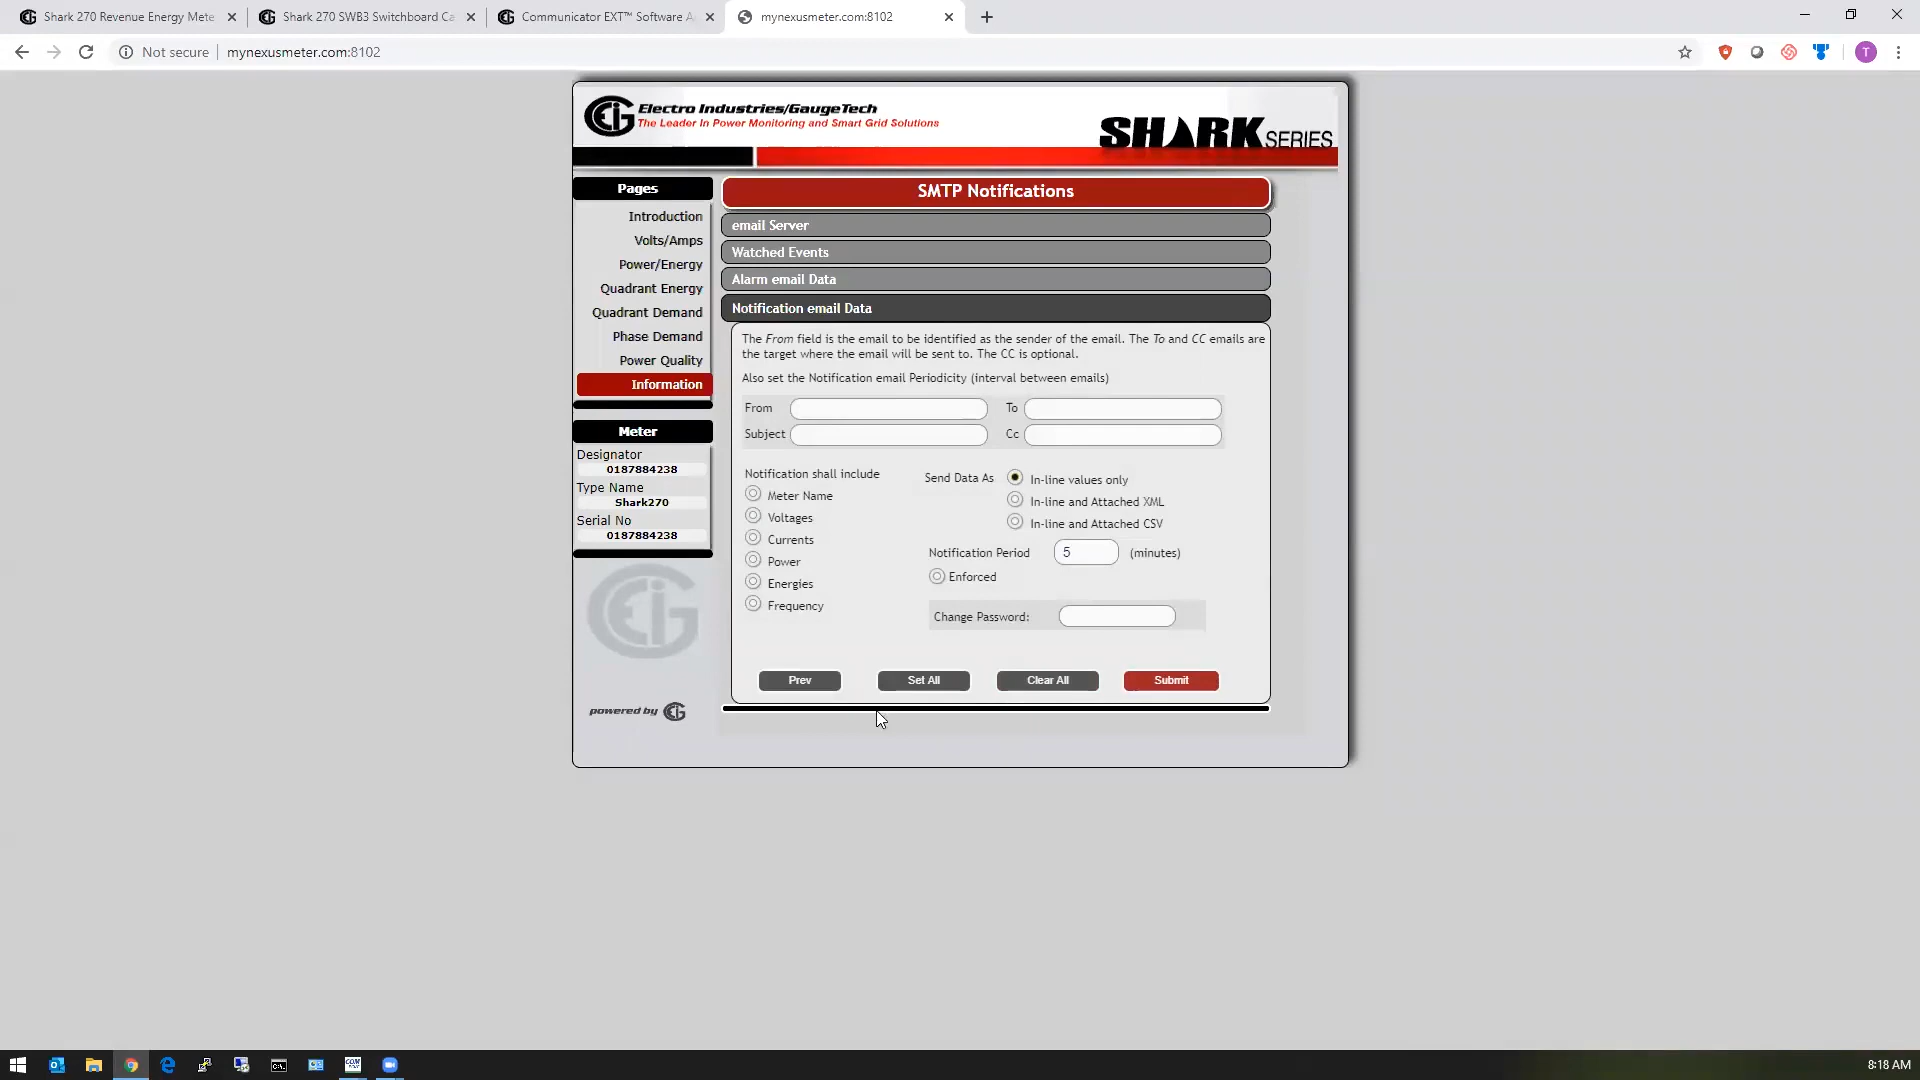 Shark 270 Revenue Energy Mete
Shark 270 SWB3 Switchboard Ca
Communicator EXT™ Software A
mynexusmeter.com:8102
Not secure
mynexusmeter.com:8102
T
EIG
Electro Industries/GaugeTech
The Leader In Power Monitoring and Smart Grid Solutions
SHARK SERIES
Pages
Introduction
Volts/Amps
Power/Energy
Quadrant Energy
Quadrant Demand
Phase Demand
Power Quality
Information
Meter
Designator
0187884238
Type Name
Shark270
Serial No
0187884238
EIG
powered by EIG
SMTP Notifications
email Server
Watched Events
Alarm email Data
Notification email Data
The From field is the email to be identified as the sender of the email. The To and CC emails are
the target where the email will be sent to. The CC is optional.
Also set the Notification email Periodicity (interval between emails)
From
To
Subject
Cc
Notification shall include
Meter Name
Voltages
Currents
Power
Energies
Frequency
Send Data As
In-line values only
In-line and Attached XML
In-line and Attached CSV
Notification Period 5 (minutes)
Enforced
Change Password:
Prev
Set All
Clear All
Submit
8:18 AM